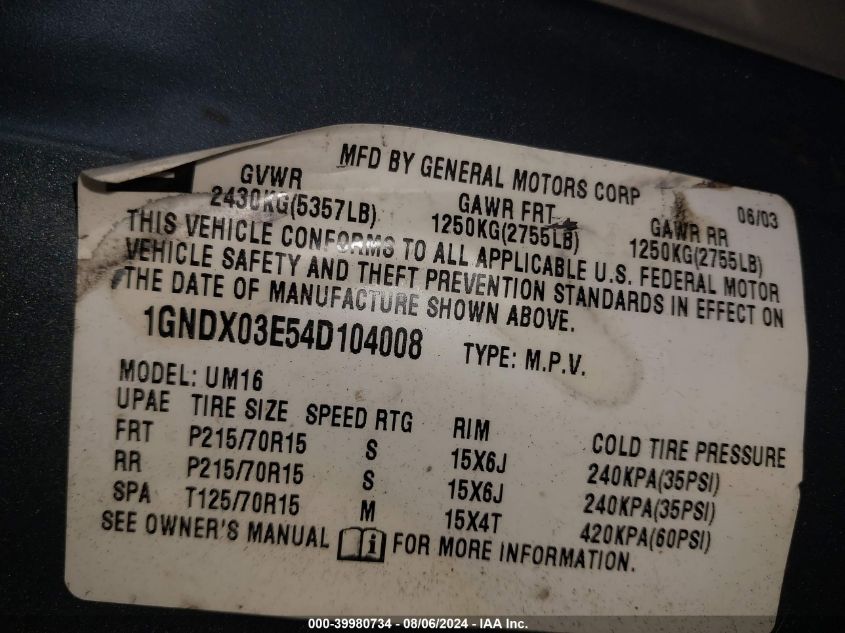 MFD BY GENERAL MOTORS CORP 06/03
GVWR GAWR FRT GAWR RR
2430KG(5357LB) 1250KG(2755LB) 1250KG(2755LB)
THIS VEHICLE CONFORMS TO ALL APPLICABLE U.S. FEDERAL MOTOR
VEHICLE SAFETY AND THEFT PREVENTION STANDARDS IN EFFECT ON
THE DATE OF MANUFACTURE SHOWN ABOVE.
1GNDX03E54D104008 TYPE: M.P.V.
MODEL: UM16
UPAE TIRE SIZE SPEED RTG RIM COLD TIRE PRESSURE
FRT P215/70R15 S 15X6J 240KPA(35PSI)
RR P215/70R15 S 15X6J 240KPA(35PSI)
SPA T125/70R15 M 15X4T 420KPA(60PSI)
SEE OWNER'S MANUAL i FOR MORE INFORMATION.
000-39980734 - 08/06/2024 - IAA Inc.